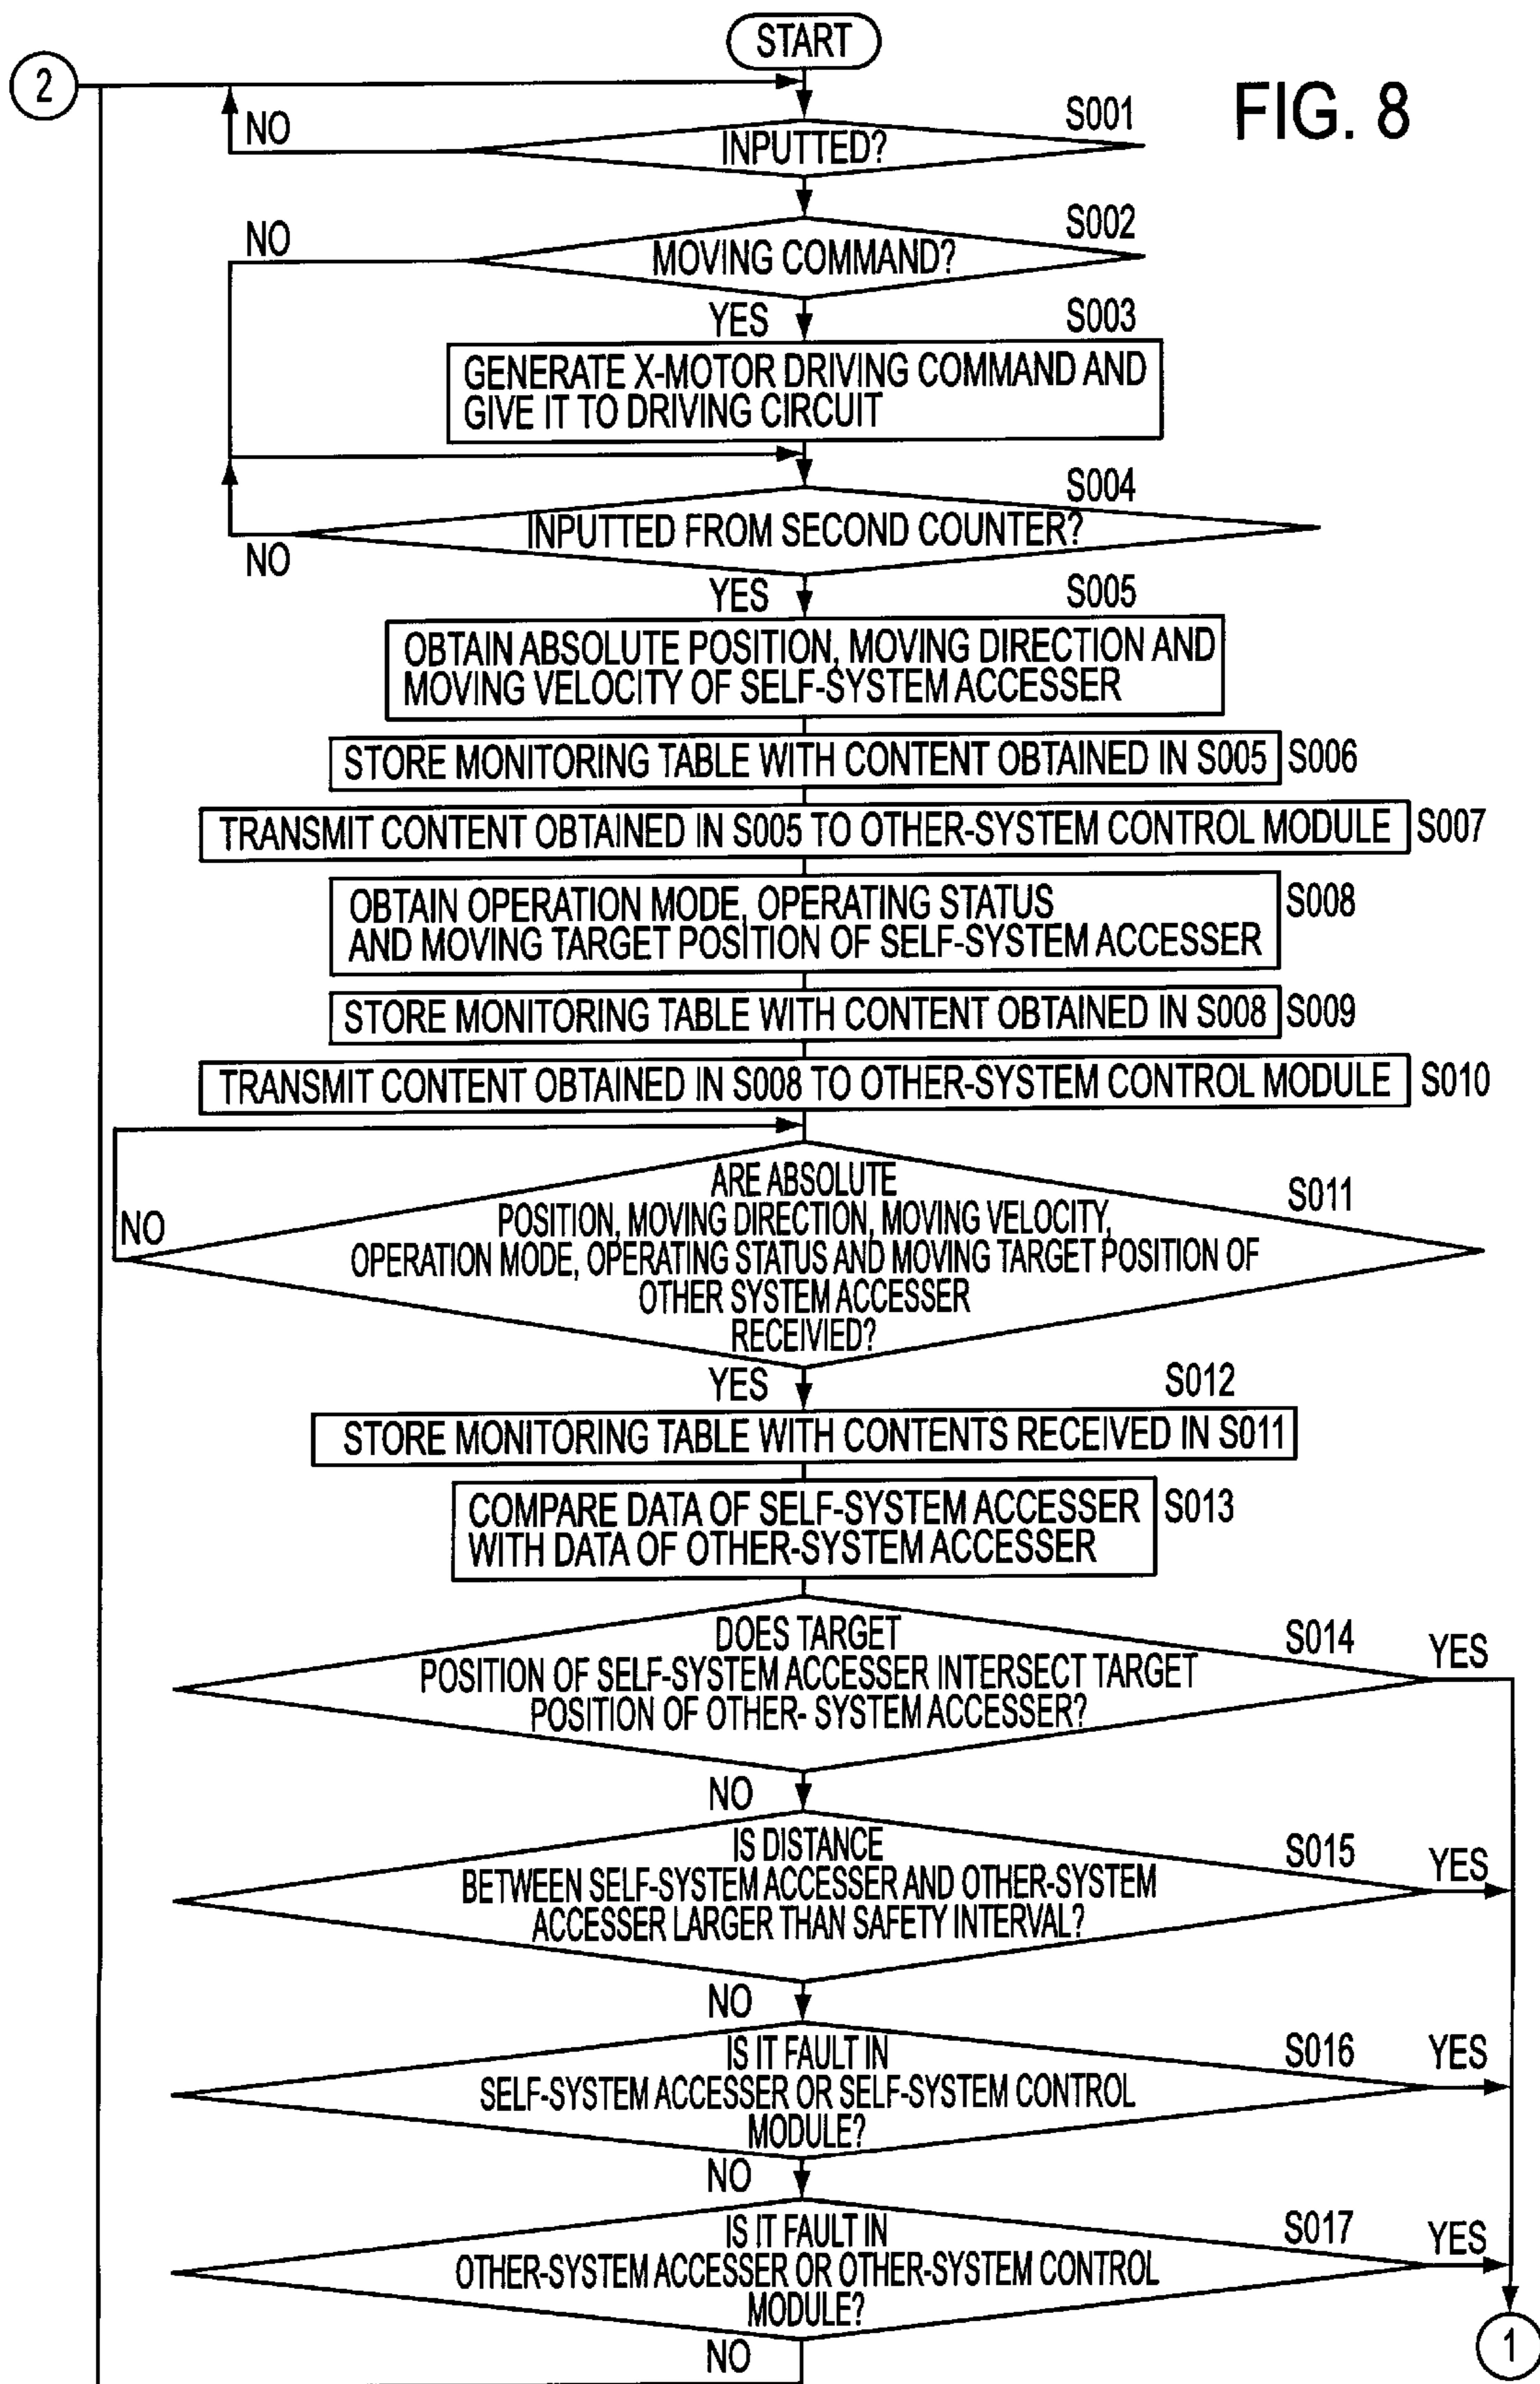 START
2
FIG. 8
S001
NO
INPUTTED?
S002
NO
MOVING COMMAND?
YES
S003
GENERATE X-MOTOR DRIVING COMMAND AND
GIVE IT TO DRIVING CIRCUIT
S004
INPUTTED FROM SECOND COUNTER?
NO
YES
S005
OBTAIN ABSOLUTE POSITION, MOVING DIRECTION AND
MOVING VELOCITY OF SELF-SYSTEM ACCESSER
STORE MONITORING TABLE WITH CONTENT OBTAINED IN S005
S006
TRANSMIT CONTENT OBTAINED IN S005 TO OTHER-SYSTEM CONTROL MODULE
S007
OBTAIN OPERATION MODE, OPERATING STATUS
AND MOVING TARGET POSITION OF SELF-SYSTEM ACCESSER
S008
STORE MONITORING TABLE WITH CONTENT OBTAINED IN S008
S009
TRANSMIT CONTENT OBTAINED IN S008 TO OTHER-SYSTEM CONTROL MODULE
S010
ARE ABSOLUTE
POSITION, MOVING DIRECTION, MOVING VELOCITY,
OPERATION MODE, OPERATING STATUS AND MOVING TARGET POSITION OF
OTHER SYSTEM ACCESSER
RECEIVIED?
S011
NO
YES
S012
STORE MONITORING TABLE WITH CONTENTS RECEIVED IN S011
COMPARE DATA OF SELF-SYSTEM ACCESSER
WITH DATA OF OTHER-SYSTEM ACCESSER
S013
DOES TARGET
POSITION OF SELF-SYSTEM ACCESSER INTERSECT TARGET
POSITION OF OTHER- SYSTEM ACCESSER?
S014
YES
NO
IS DISTANCE
BETWEEN SELF-SYSTEM ACCESSER AND OTHER-SYSTEM
ACCESSER LARGER THAN SAFETY INTERVAL?
S015
YES
NO
IS IT FAULT IN
SELF-SYSTEM ACCESSER OR SELF-SYSTEM CONTROL
MODULE?
S016
YES
NO
IS IT FAULT IN
OTHER-SYSTEM ACCESSER OR OTHER-SYSTEM CONTROL
MODULE?
S017
YES
NO
1